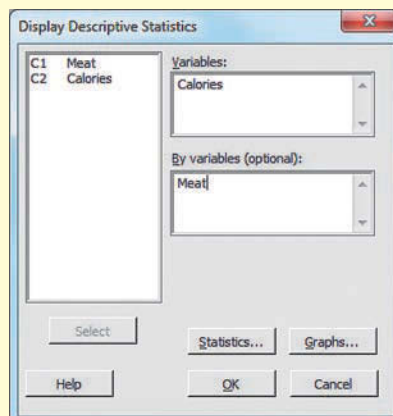 Display Descriptive Statistics
x
C1 Meat
C2 Calories
Variables:
Calories
By variables (optional):
Meat
Select
Statistics...
Graphs...
Help
OK
Cancel